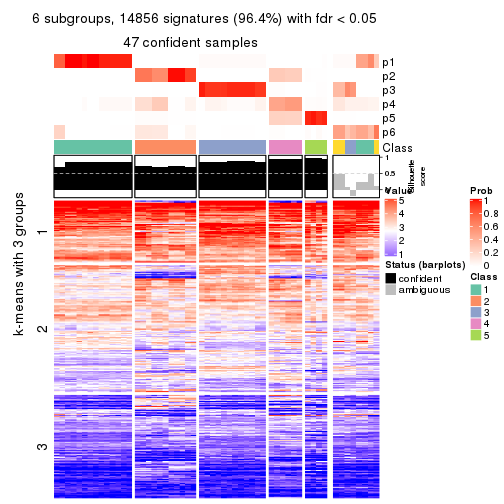 6 subgroups, 14856 signatures (96.4%) with fdr < 0.05
47 confident samples
p1
p2
p3
p4
p5
p6
Class
1
0.5
0
Silhouette
score
k-means with 3 groups
1
2
3
Value
5
4
3
2
1
Status (barplots)
confident
ambiguous
Prob
1
0.8
0.6
0.4
0.2
0
Class
1
2
3
4
5